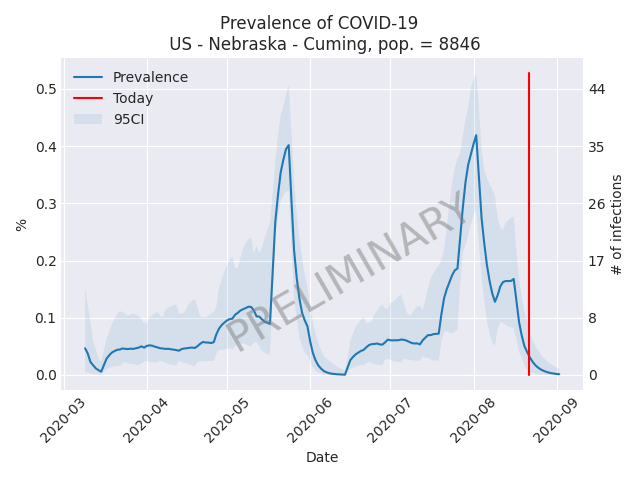 Prevalence of COVID-19
US - Nebraska - Cuming, pop. = 8846
Prevalence
Today
95CI
0.5
0.4
0.3
0.2
0.1
0.0
%
44
35
26
17
8
0
# of infections
PRELIMINARY
2020-03
2020-04
2020-05
2020-06
2020-07
2020-08
2020-09
Date